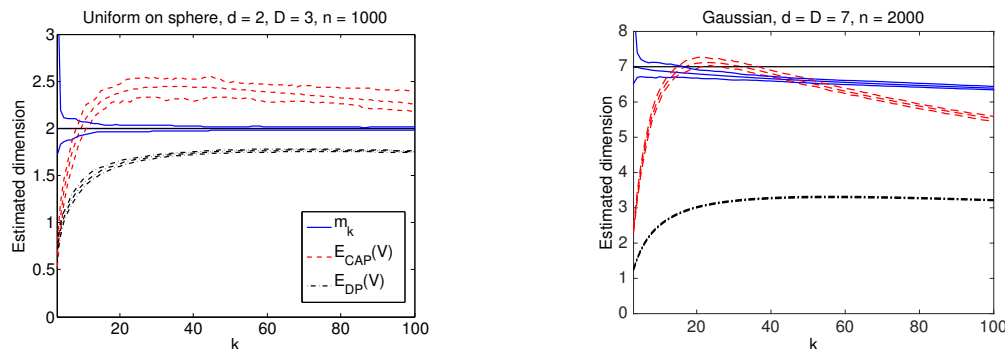 Uniform on sphere, d = 2, D = 3, n = 1000
3
2.5
2
1.5
1
0.5
0
Estimated dimension
20
40
60
80
100
k
m_k
E_CAP(V)
E_DP(V)
Gaussian, d = D = 7, n = 2000
8
7
6
5
4
3
2
1
0
Estimated dimension
20
40
60
80
100
k